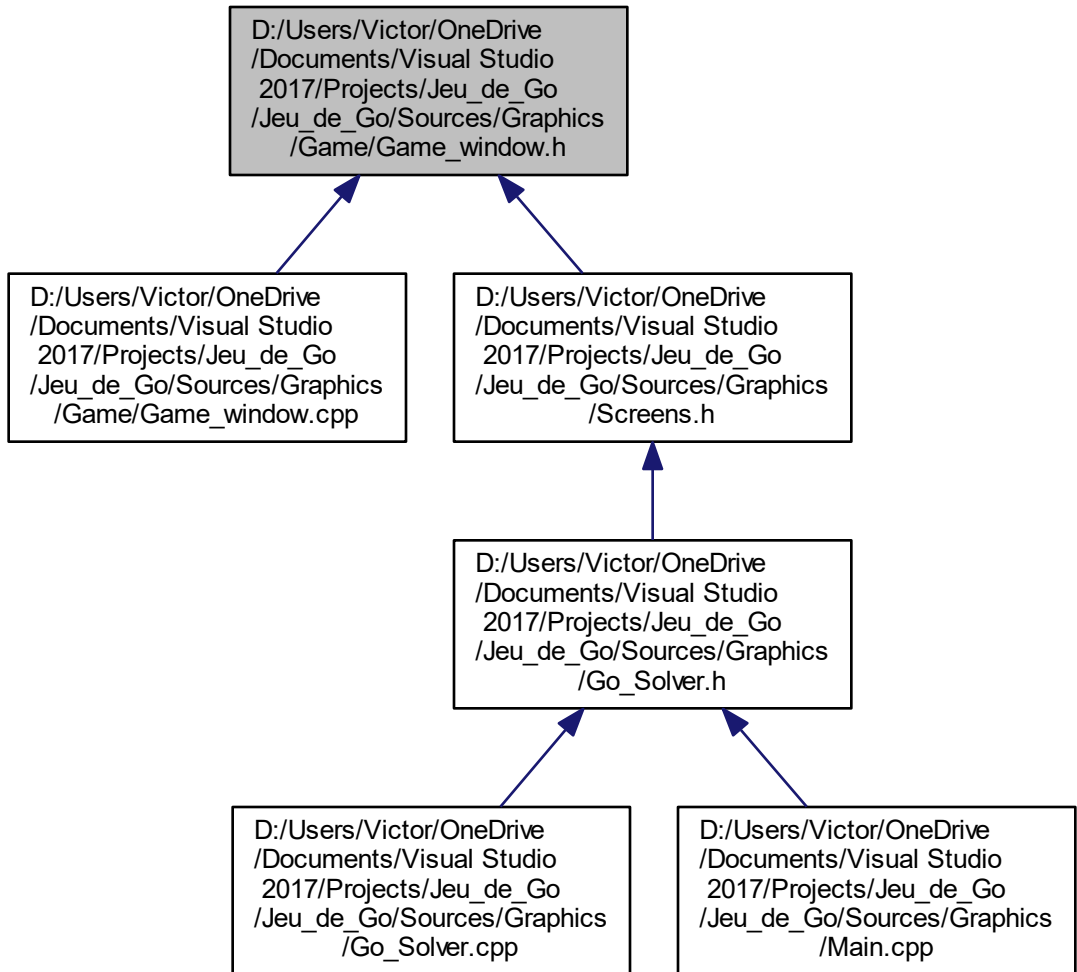 D:/Users/Victor/OneDrive
/Documents/Visual Studio
2017/Projects/Jeu_de_Go
/Jeu_de_Go/Sources/Graphics
/Game/Game_window.h
D:/Users/Victor/OneDrive
/Documents/Visual Studio
2017/Projects/Jeu_de_Go
/Jeu_de_Go/Sources/Graphics
/Game/Game_window.cpp
D:/Users/Victor/OneDrive
/Documents/Visual Studio
2017/Projects/Jeu_de_Go
/Jeu_de_Go/Sources/Graphics
/Screens.h
D:/Users/Victor/OneDrive
/Documents/Visual Studio
2017/Projects/Jeu_de_Go
/Jeu_de_Go/Sources/Graphics
/Go_Solver.h
D:/Users/Victor/OneDrive
/Documents/Visual Studio
2017/Projects/Jeu_de_Go
/Jeu_de_Go/Sources/Graphics
/Go_Solver.cpp
D:/Users/Victor/OneDrive
/Documents/Visual Studio
2017/Projects/Jeu_de_Go
/Jeu_de_Go/Sources/Graphics
/Main.cpp